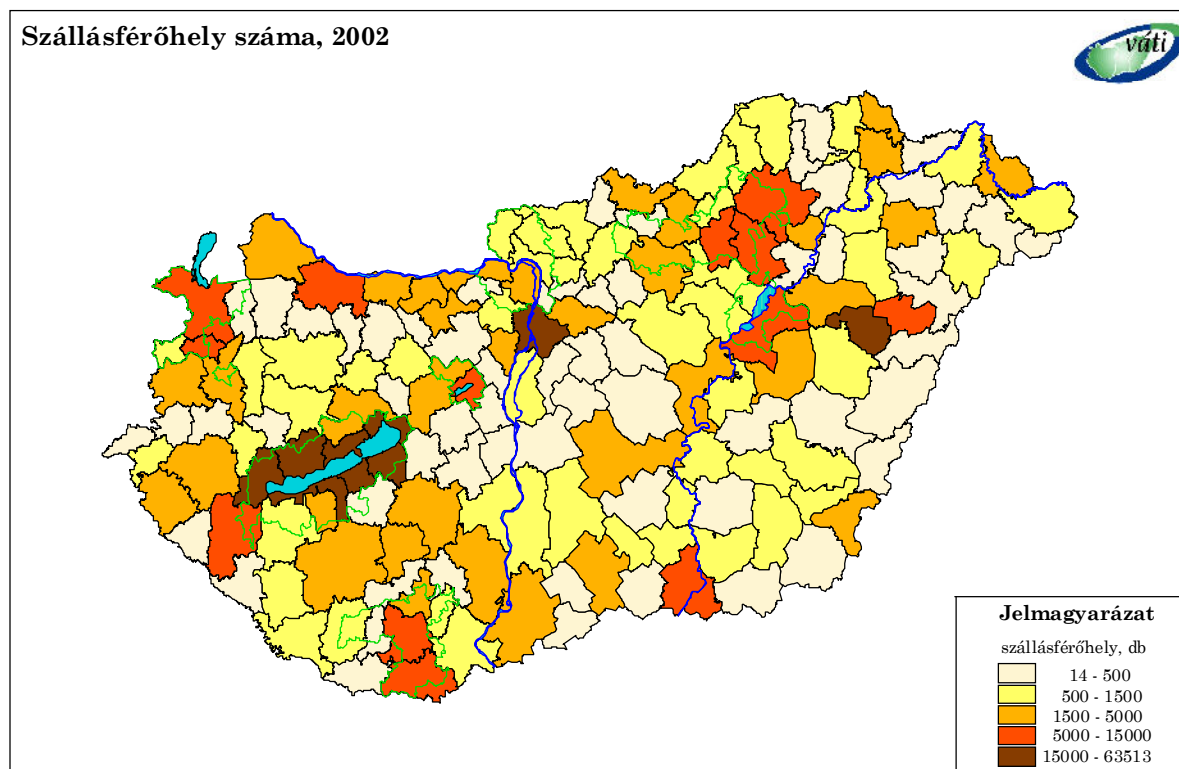 Szállásférőhely száma, 2002
váti
Jelmagyarázat
szállásférőhely, db
14 - 500
500 - 1500
1500 - 5000
5000 - 15000
15000 - 63513